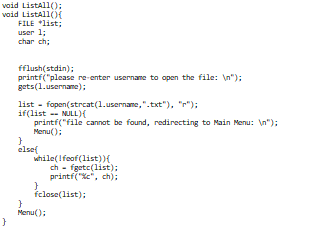 void ListAll();
void ListAll(){
FILE *list;
user l;
char ch;
fflush(stdin);
printf("please re-enter username to open the file: \n");
gets(l.username);
list = fopen(strcat(l.username,".txt"), "r");
if(list == NULL){
printf("file cannot be found, redirecting to Main Menu: \n");
Menu();
}
else{
while(!feof(list)){
ch = fgetc(list);
printf("%c", ch);
}
fclose(list);
}
Menu();
}